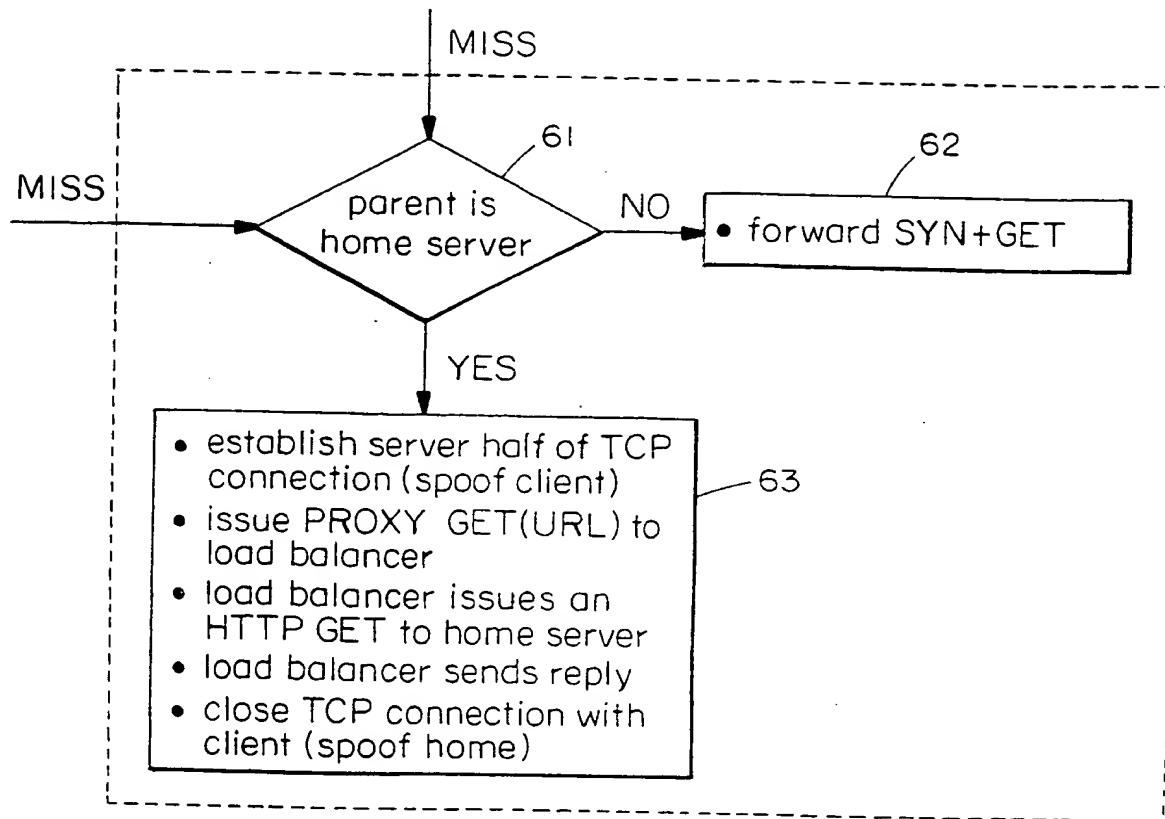 MISS
61
62
MISS
parent is
home server
NO
• forward SYN+GET
YES
• establish server half of TCP
connection (spoof client)
63
• issue PROXY GET(URL) to
load balancer
• load balancer issues an
HTTP GET to home server
• load balancer sends reply
• close TCP connection with
client (spoof home)